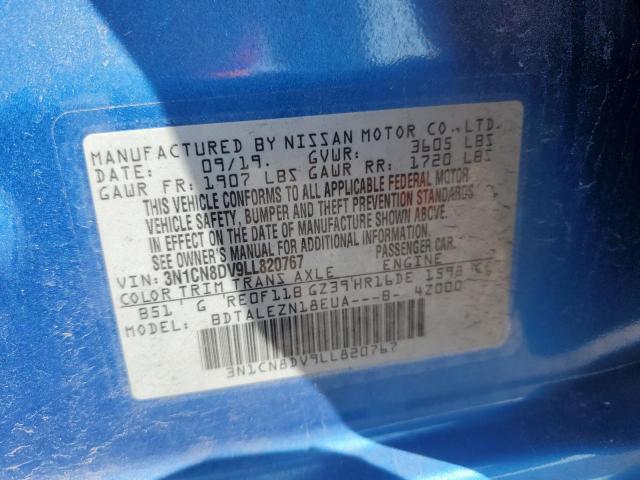 MANUFACTURED BY NISSAN MOTOR CO.,LTD.
DATE: 09/19. GVWR: 3605 LBS
GAWR FR: 1907 LBS GAWR RR: 1720 LBS
THIS VEHICLE CONFORMS TO ALL APPLICABLE FEDERAL MOTOR
VEHICLE SAFETY, BUMPER AND THEFT PREVENTION STANDARDS
IN EFFECT ON THE DATE OF MANUFACTURE SHOWN ABOVE.
SEE OWNER'S MANUAL FOR ADDITIONAL INFORMATION.
VIN: 3N1CN8DV9LL820767 PASSENGER CAR.
COLOR TRIM TRANS AXLE ENGINE
B51 G RE0F11B GZ39 HR16DE 1598 CC
MODEL: BDTALEZN18EUA---B- 4Z000
3N1CN8DV9LL820767